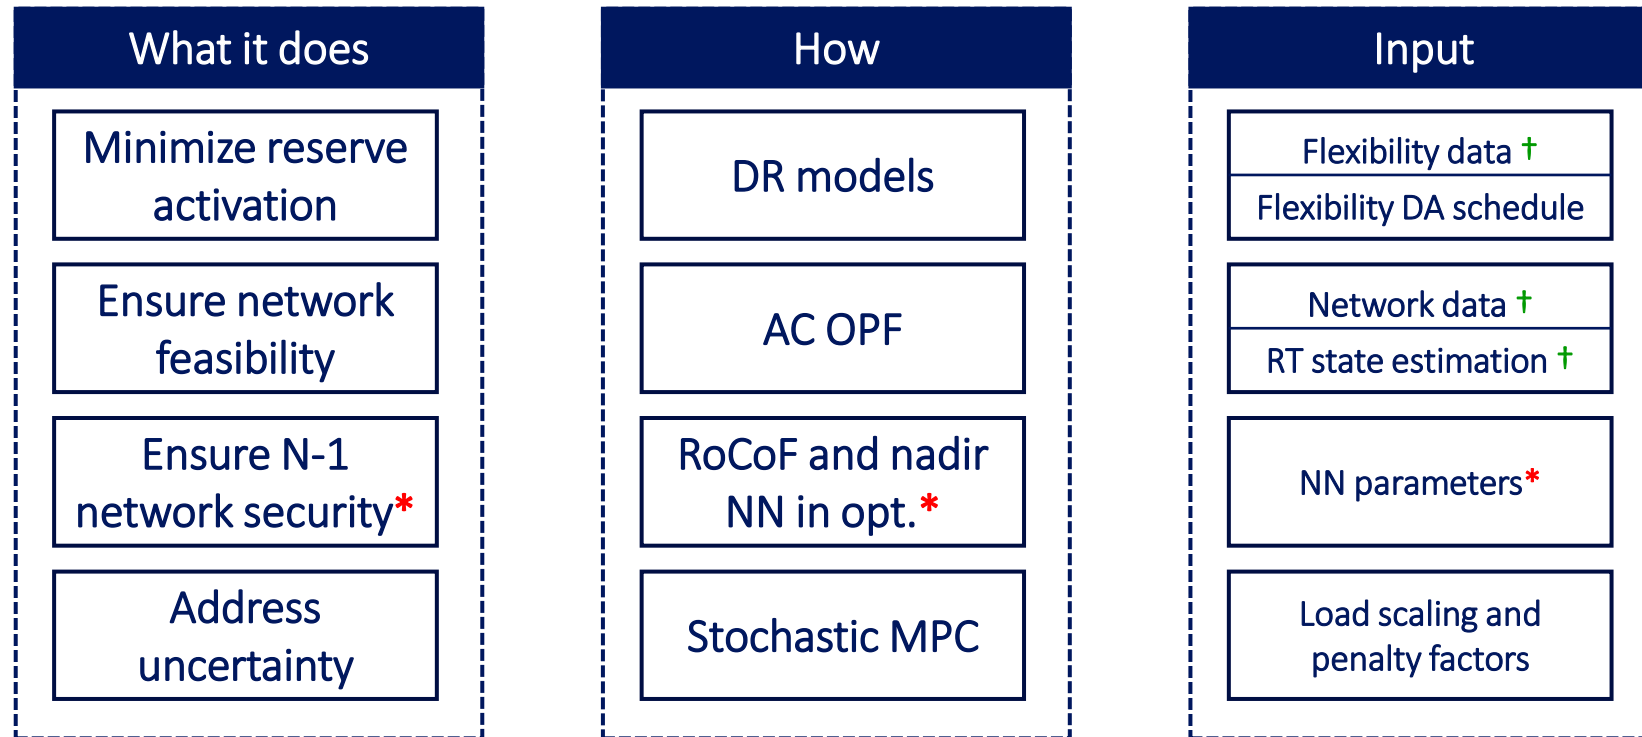 What it does
Minimize reserve
activation
Ensure network
feasibility
Ensure N-1
network security*
Address
uncertainty
How
DR models
AC OPF
RoCoF and nadir
NN in opt.*
Stochastic MPC
Input
Flexibility data †
Flexibility DA schedule
Network data †
RT state estimation †
NN parameters*
Load scaling and
penalty factors